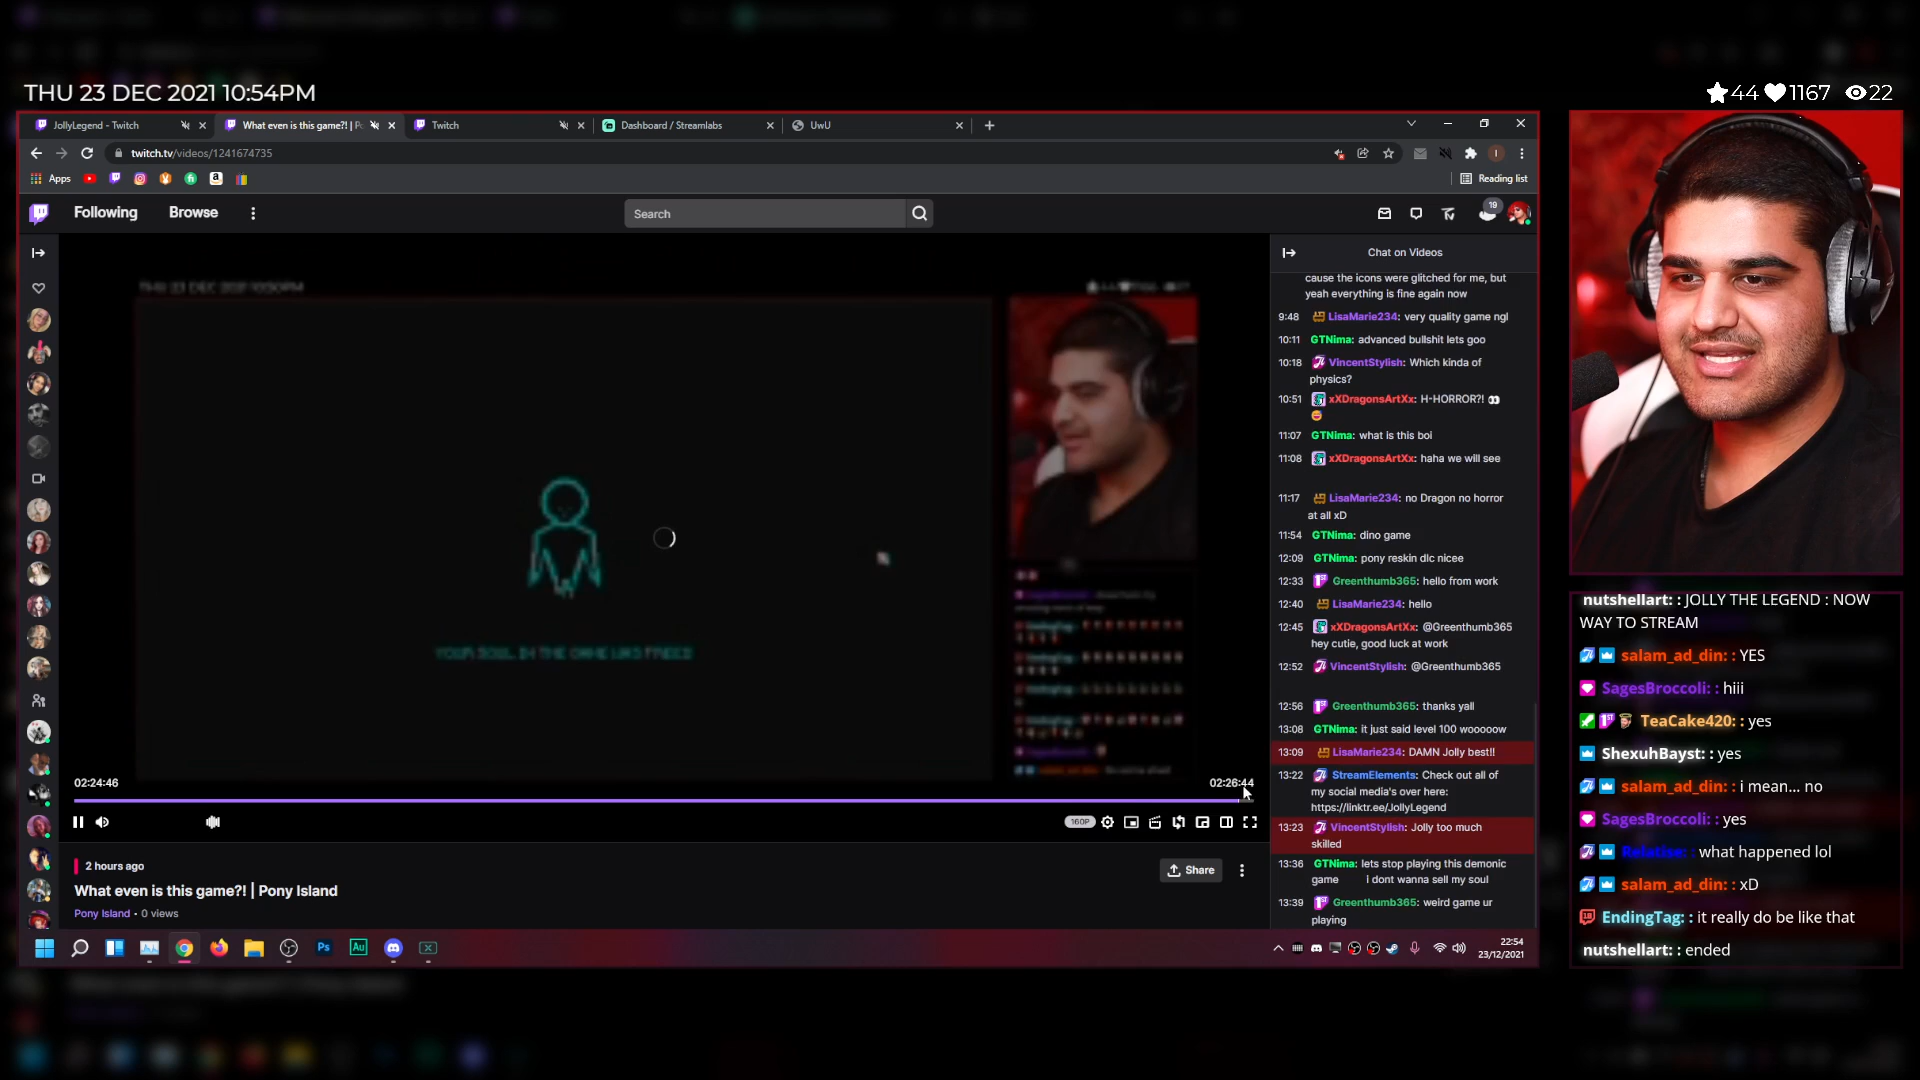 THU 23 DEC 2021 10:54PM
44 1167 22
JollyLegend - Twitch
What even is this game?! | P
Twitch
Dashboard / Streamlabs
UwU
twitch.tv/videos/1241674735
Apps
Reading list
Following
Browse
Search
19
Chat on Videos
cause the icons were glitched for me, but
yeah everything is fine again now
9:48 LisaMarie234: very quality game ngl
10:11 GTNima: advanced bullshit lets goo
10:18 VincentStylish: Which kinda of
physics?
10:51 xXDragonsArtXx: H-HORROR?!
11:07 GTNima: what is this boi
11:08 xXDragonsArtXx: haha we will see
11:17 LisaMarie234: no Dragon no horror
at all xD
11:54 GTNima: dino game
12:09 GTNima: pony reskin dlc nicee
12:33 Greenthumb365: hello from work
12:40 LisaMarie234: hello
12:45 xXDragonsArtXx: @Greenthumb365
hey cutie, good luck at work
12:52 VincentStylish: @Greenthumb365
12:56 Greenthumb365: thanks yall
13:08 GTNima: it just said level 100 wooooow
13:09 LisaMarie234: DAMN Jolly best!!
13:22 StreamElements: Check out all of
my social media's over here:
https://linktr.ee/JollyLegend
13:23 VincentStylish: Jolly too much
skilled
13:36 GTNima: lets stop playing this demonic
game i dont wanna sell my soul
13:39 Greenthumb365: weird game ur
playing
YOUR SOUL IN THE GAME WAS FREED
02:24:46
02:26:44
160P
2 hours ago
Share
What even is this game?! | Pony Island
Pony Island • 0 views
Ps
Au
22:54
23/12/2021
nutshellart: : JOLLY THE LEGEND : NOW
WAY TO STREAM
salam_ad_din: : YES
SagesBroccoli: : hiii
TeaCake420: : yes
ShexuhBayst: : yes
salam_ad_din: : i mean... no
SagesBroccoli: : yes
Relatise: : what happened lol
salam_ad_din: : xD
EndingTag: : it really do be like that
nutshellart: : ended